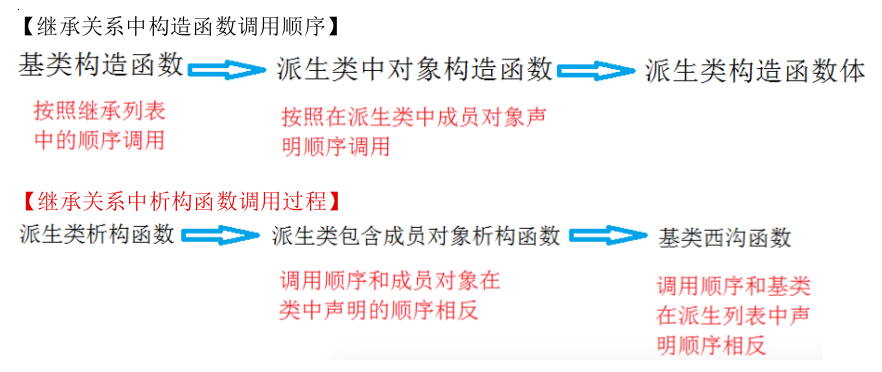 【继承关系中构造函数调用顺序】
基类构造函数 派生类中对象构造函数 派生类构造函数体
按照继承列表
中的顺序调用
按照在派生类中成员对象声
明顺序调用
【继承关系中析构函数调用过程】
派生类析构函数 派生类包含成员对象析构函数 基类西沟函数
调用顺序和成员对象在
类中声明的顺序相反
调用顺序和基类
在派生列表中声
明顺序相反